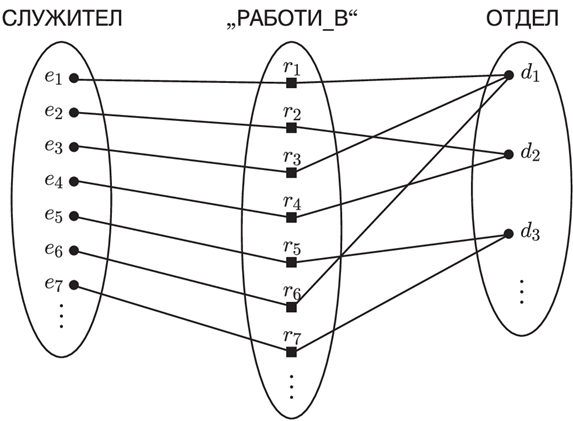 СЛУЖИТЕЛ „РАБОТИ_В“ ОТДЕЛ
e₁ r₁ d₁
e₂ r₂ d₂
e₃ r₃ d₃
e₄ r₄
e₅ r₅
e₆ r₆
e₇ r₇